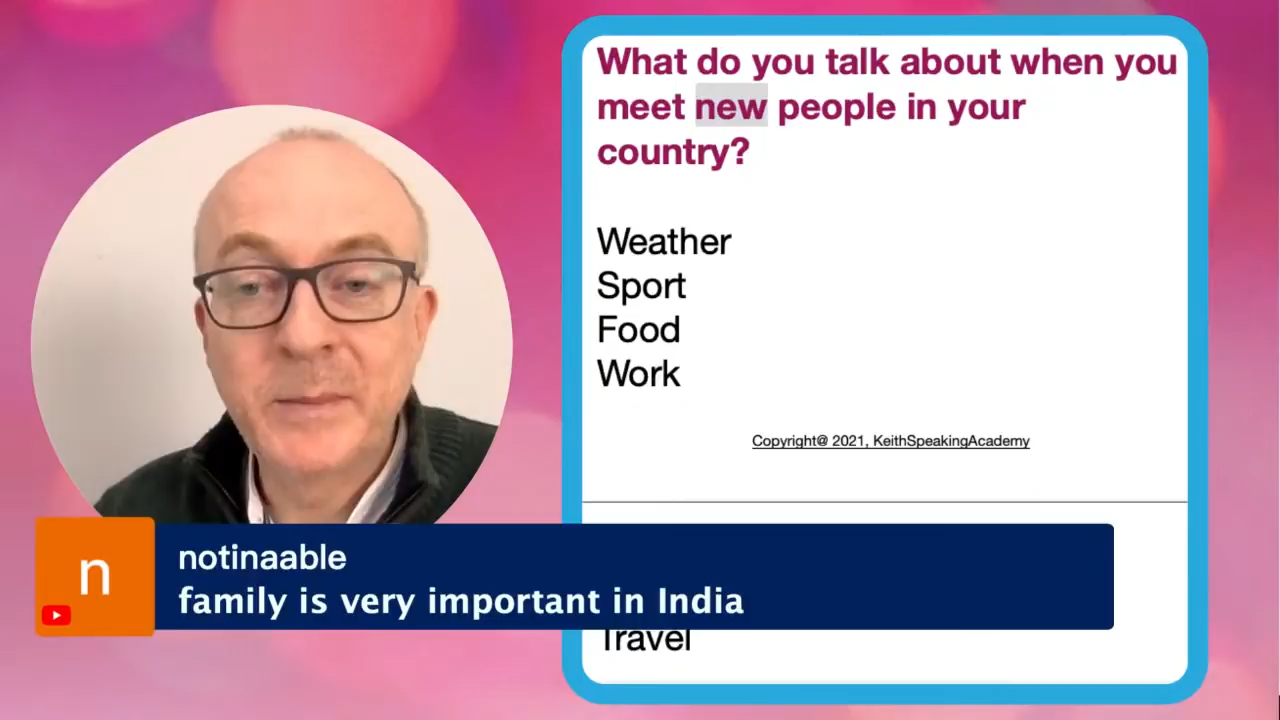 What do you talk about when you
meet new people in your
country?
Weather
Sport
Food
Work
Copyright@ 2021, KeithSpeakingAcademy
n
notinaable
family is very important in India
Travel